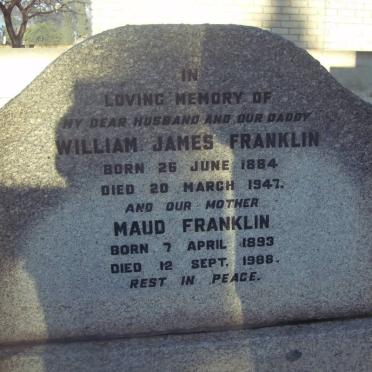 IN
LOVING MEMORY OF
MY DEAR HUSBAND AND OUR DADDY
WILLIAM JAMES FRANKLIN
BORN 26 JUNE 1884
DIED 20 MARCH 1947.
AND OUR MOTHER
MAUD FRANKLIN
BORN 7 APRIL 1893
DIED 12 SEPT. 1988.
REST IN PEACE.